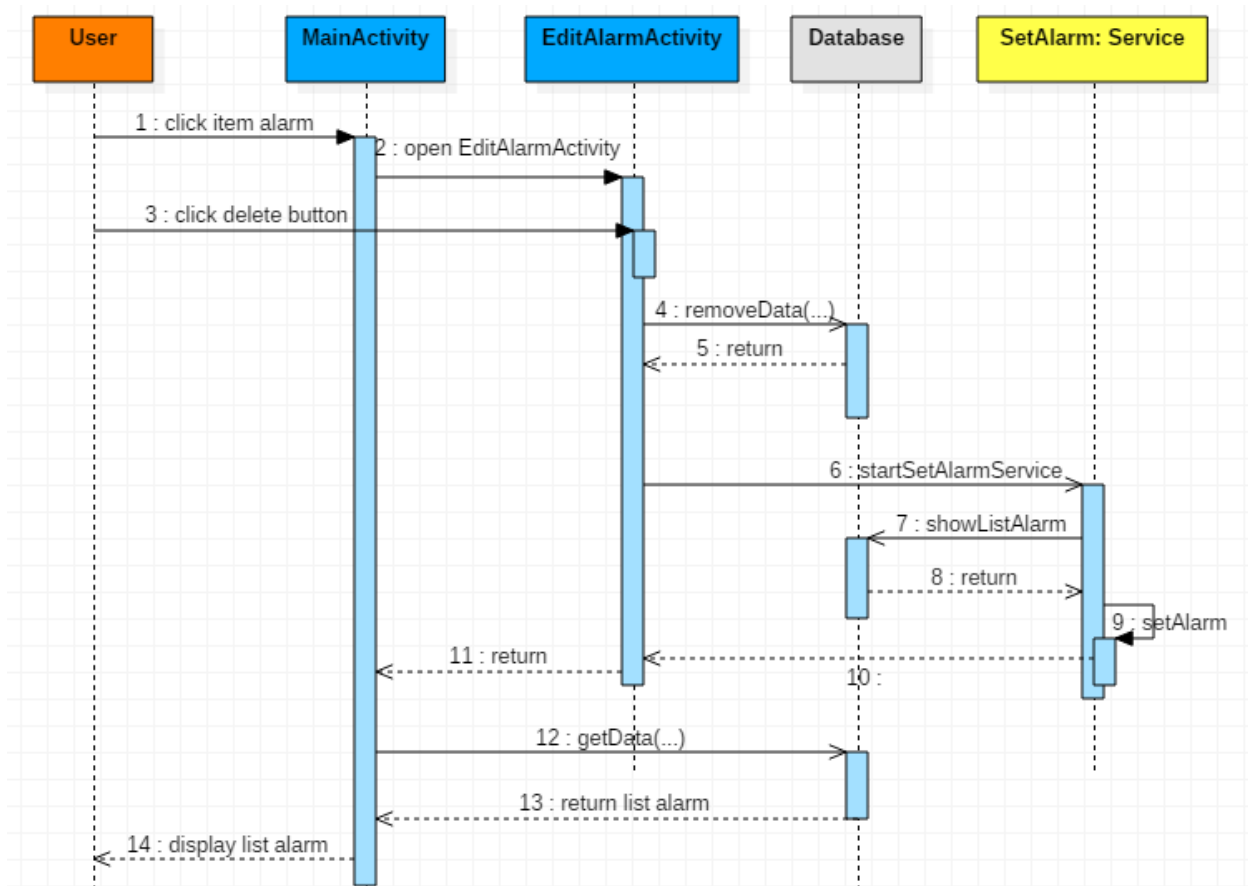 User
MainActivity
EditAlarmActivity
Database
SetAlarm: Service
1 : click item alarm
2 : open EditAlarmActivity
3 : click delete button
4 : removeData(...)
5 : return
6 : startSetAlarmService
7 : showListAlarm
8 : return
9 : setAlarm
10 :
11 : return
12 : getData(...)
13 : return list alarm
14 : display list alarm